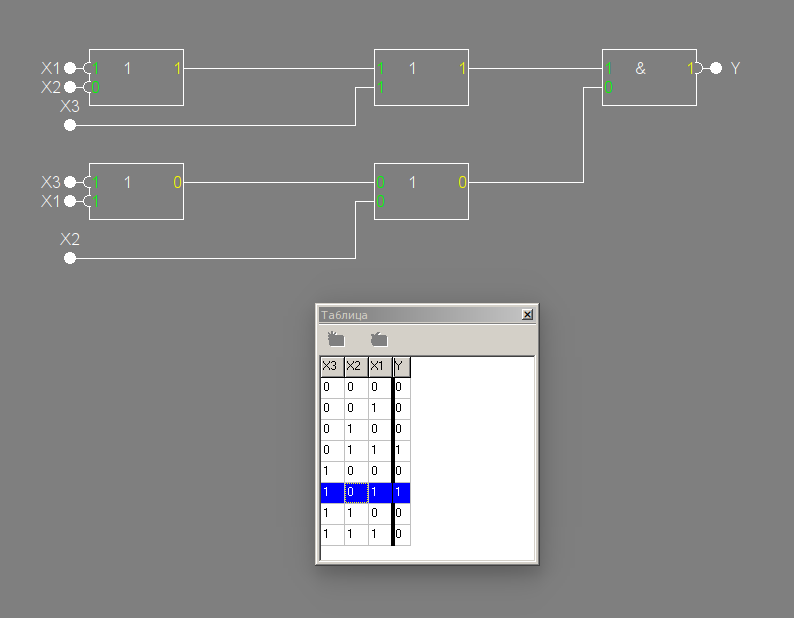 X1 1 1 1 1 1 1 1 & 1 Y
X2 0 1 0
X3
X3 1 1 0 0 1 0
X1 1 0
X2
Таблица
X3 X2 X1 Y
0 0 0 0
0 0 1 0
0 1 0 0
0 1 1 1
1 0 0 0
1 0 1 1
1 1 0 0
1 1 1 0